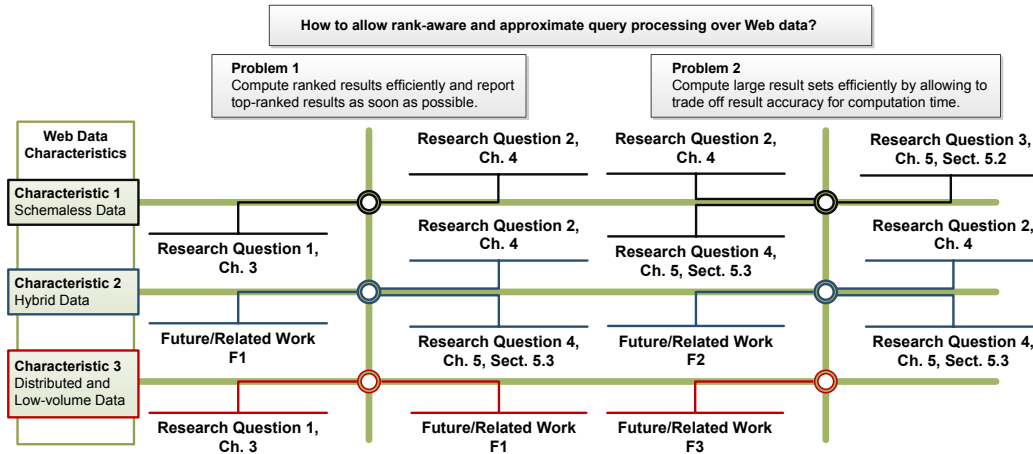 How to allow rank-aware and approximate query processing over Web data?
Problem 1
Compute ranked results efficiently and report
top-ranked results as soon as possible.
Problem 2
Compute large result sets efficiently by allowing to
trade off result accuracy for computation time.
Web Data
Characteristics
Research Question 2,
Ch. 4
Research Question 2,
Ch. 4
Research Question 3,
Ch. 5, Sect. 5.2
Characteristic 1
Schemaless Data
Research Question 1,
Ch. 3
Research Question 2,
Ch. 4
Research Question 4,
Ch. 5, Sect. 5.3
Research Question 2,
Ch. 4
Characteristic 2
Hybrid Data
Future/Related Work
F1
Research Question 4,
Ch. 5, Sect. 5.3
Future/Related Work
F2
Research Question 4,
Ch. 5, Sect. 5.3
Characteristic 3
Distributed and
Low-volume Data
Research Question 1,
Ch. 3
Future/Related Work
F1
Future/Related Work
F3